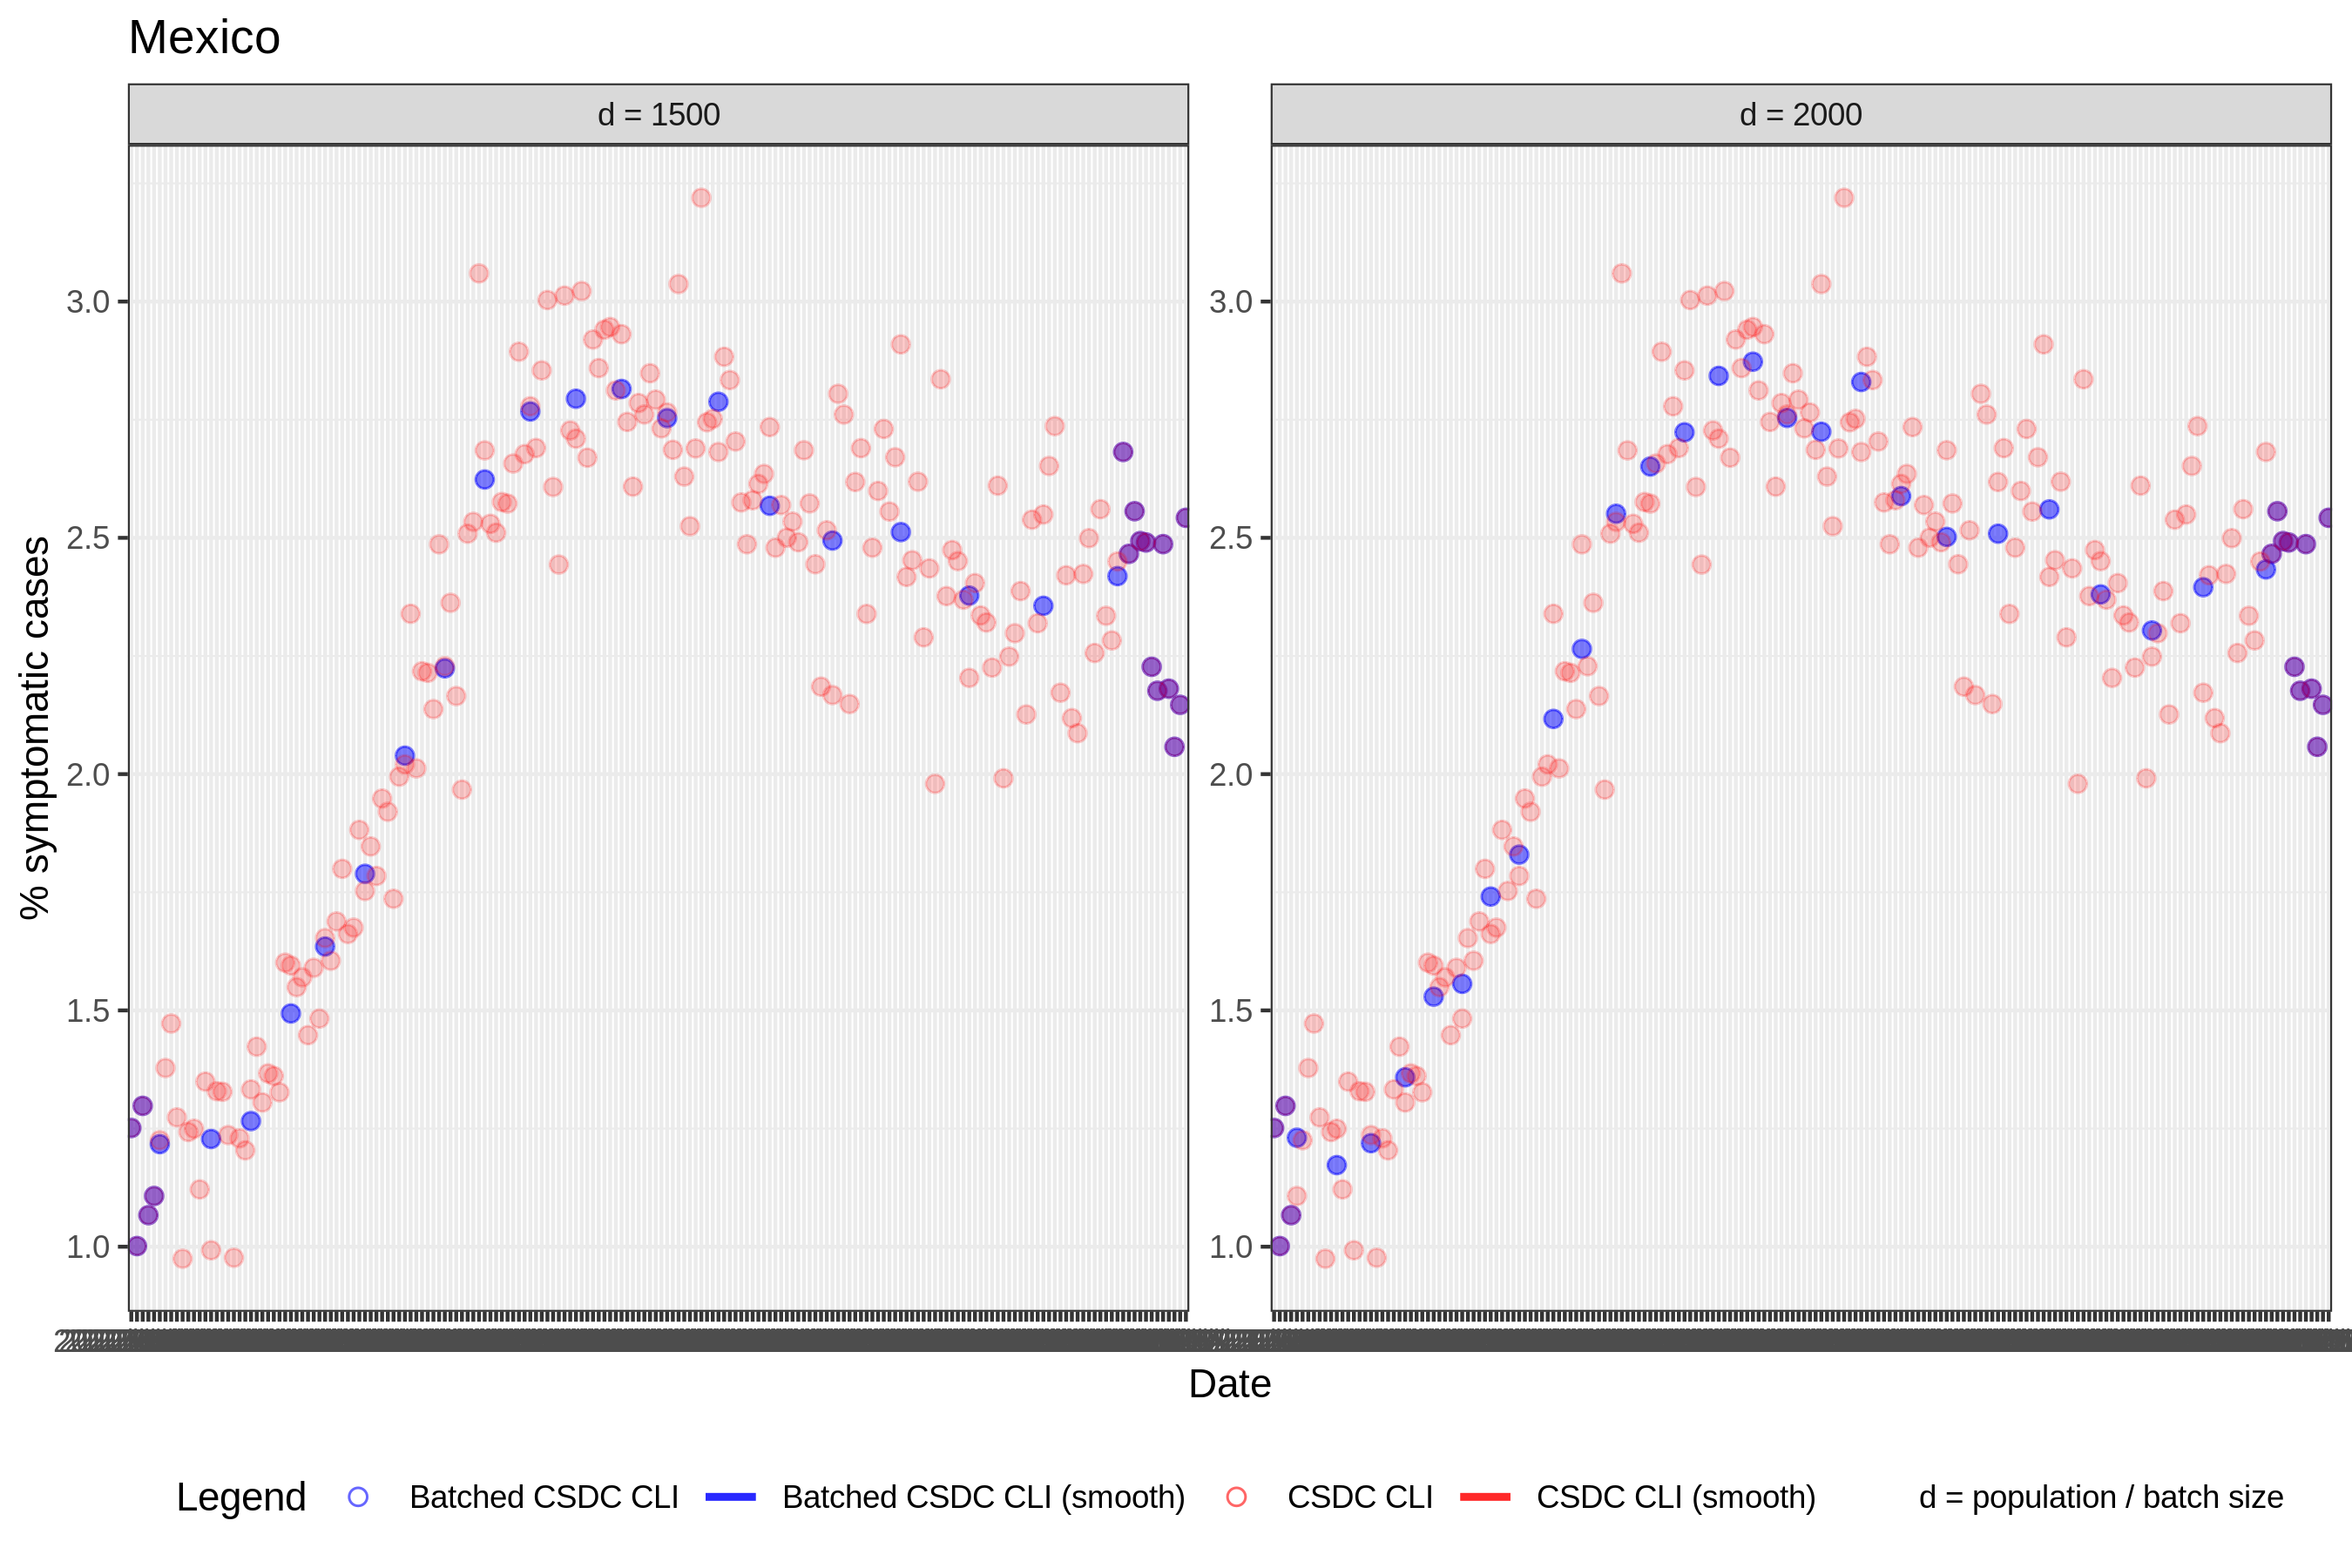 Mexico
d = 1500
d = 2000
% symptomatic cases
3.0
2.5
2.0
1.5
1.0
3.0
2.5
2.0
1.5
1.0
Date
Legend
Batched CSDC CLI
Batched CSDC CLI (smooth)
CSDC CLI
CSDC CLI (smooth)
d = population / batch size